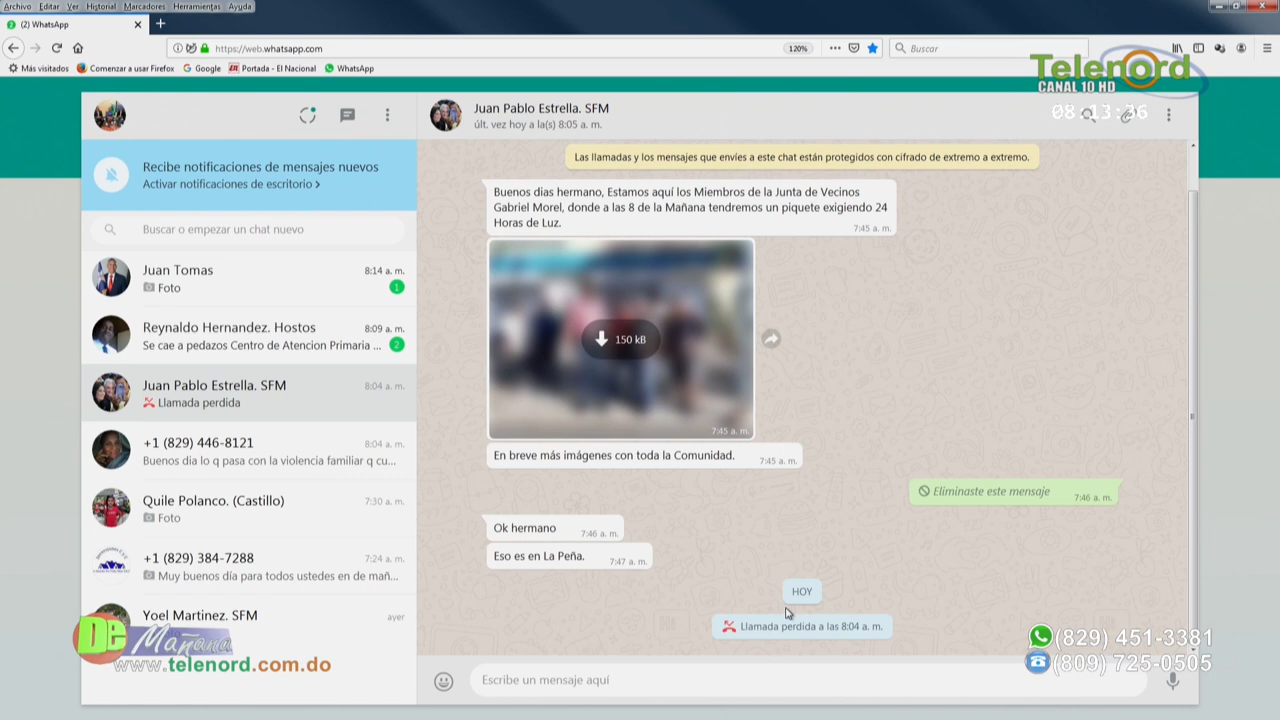 Archivo Editar Ver Historial Marcadores Herramientas Ayuda
(2) WhatsApp
https://web.whatsapp.com
120%
Buscar
Más visitados
Comenzar a usar Firefox
Google
Portada - El Nacional
WhatsApp
Telenord
CANAL 10 HD
08:13:36
Juan Pablo Estrella. SFM
últ. vez hoy a la(s) 8:05 a. m.
Recibe notificaciones de mensajes nuevos
Activar notificaciones de escritorio >
Buscar o empezar un chat nuevo
Juan Tomas
8:14 a. m.
Foto
1
Reynaldo Hernandez. Hostos
8:09 a. m.
Se cae a pedazos Centro de Atencion Primaria ...
2
Juan Pablo Estrella. SFM
8:04 a. m.
Llamada perdida
+1 (829) 446-8121
8:04 a. m.
Buenos dia lo q pasa con la violencia familiar q cu...
Quile Polanco. (Castillo)
7:30 a. m.
Foto
+1 (829) 384-7288
7:24 a. m.
Muy buenos día para todos ustedes en de mañ...
Yoel Martinez. SFM
ayer
Las llamadas y los mensajes que envíes a este chat están protegidos con cifrado de extremo a extremo.
Buenos dias hermano, Estamos aquí los Miembros de la Junta de Vecinos
Gabriel Morel, donde a las 8 de la Mañana tendremos un piquete exigiendo 24
Horas de Luz.
7:45 a. m.
150 kB
7:45 a. m.
En breve más imágenes con toda la Comunidad.
7:45 a. m.
Eliminaste este mensaje
7:46 a. m.
Ok hermano
7:46 a. m.
Eso es en La Peña.
7:47 a. m.
HOY
Llamada perdida a las 8:04 a. m.
Escribe un mensaje aquí
De Mañana
www.telenord.com.do
(829) 451-3381
(809) 725-0505